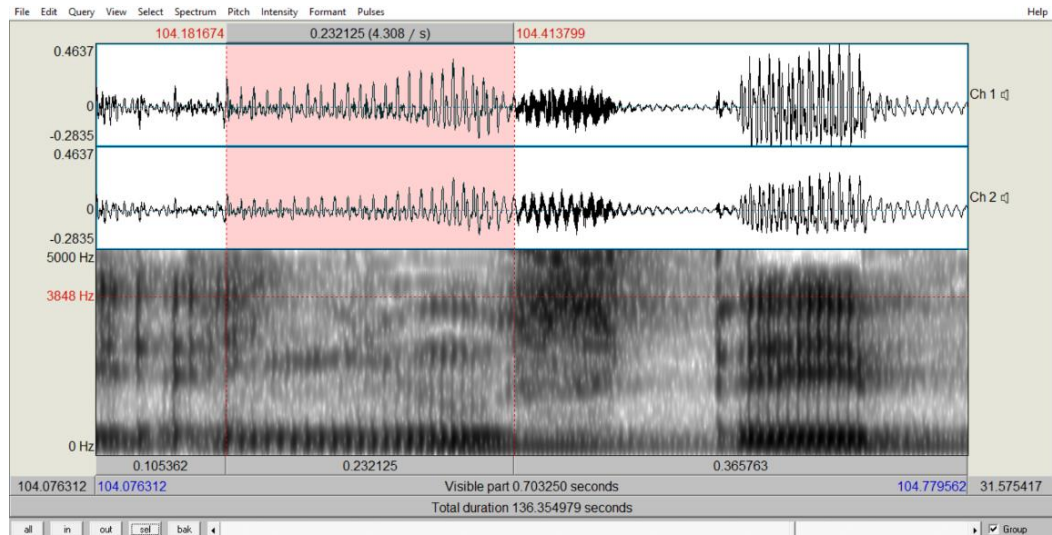 File Edit Query View Select Spectrum Pitch Intensity Formant Pulses Help
104.181674 0.232125 (4.308 / s) 104.413799
0.4637
0
-0.2835
Ch 1
0.4637
0
-0.2835
Ch 2
5000 Hz
3848 Hz
0 Hz
0.105362 0.232125 0.365763
104.076312 104.076312 Visible part 0.703250 seconds 104.779562 31.575417
Total duration 136.354979 seconds
all in out sel bak Group